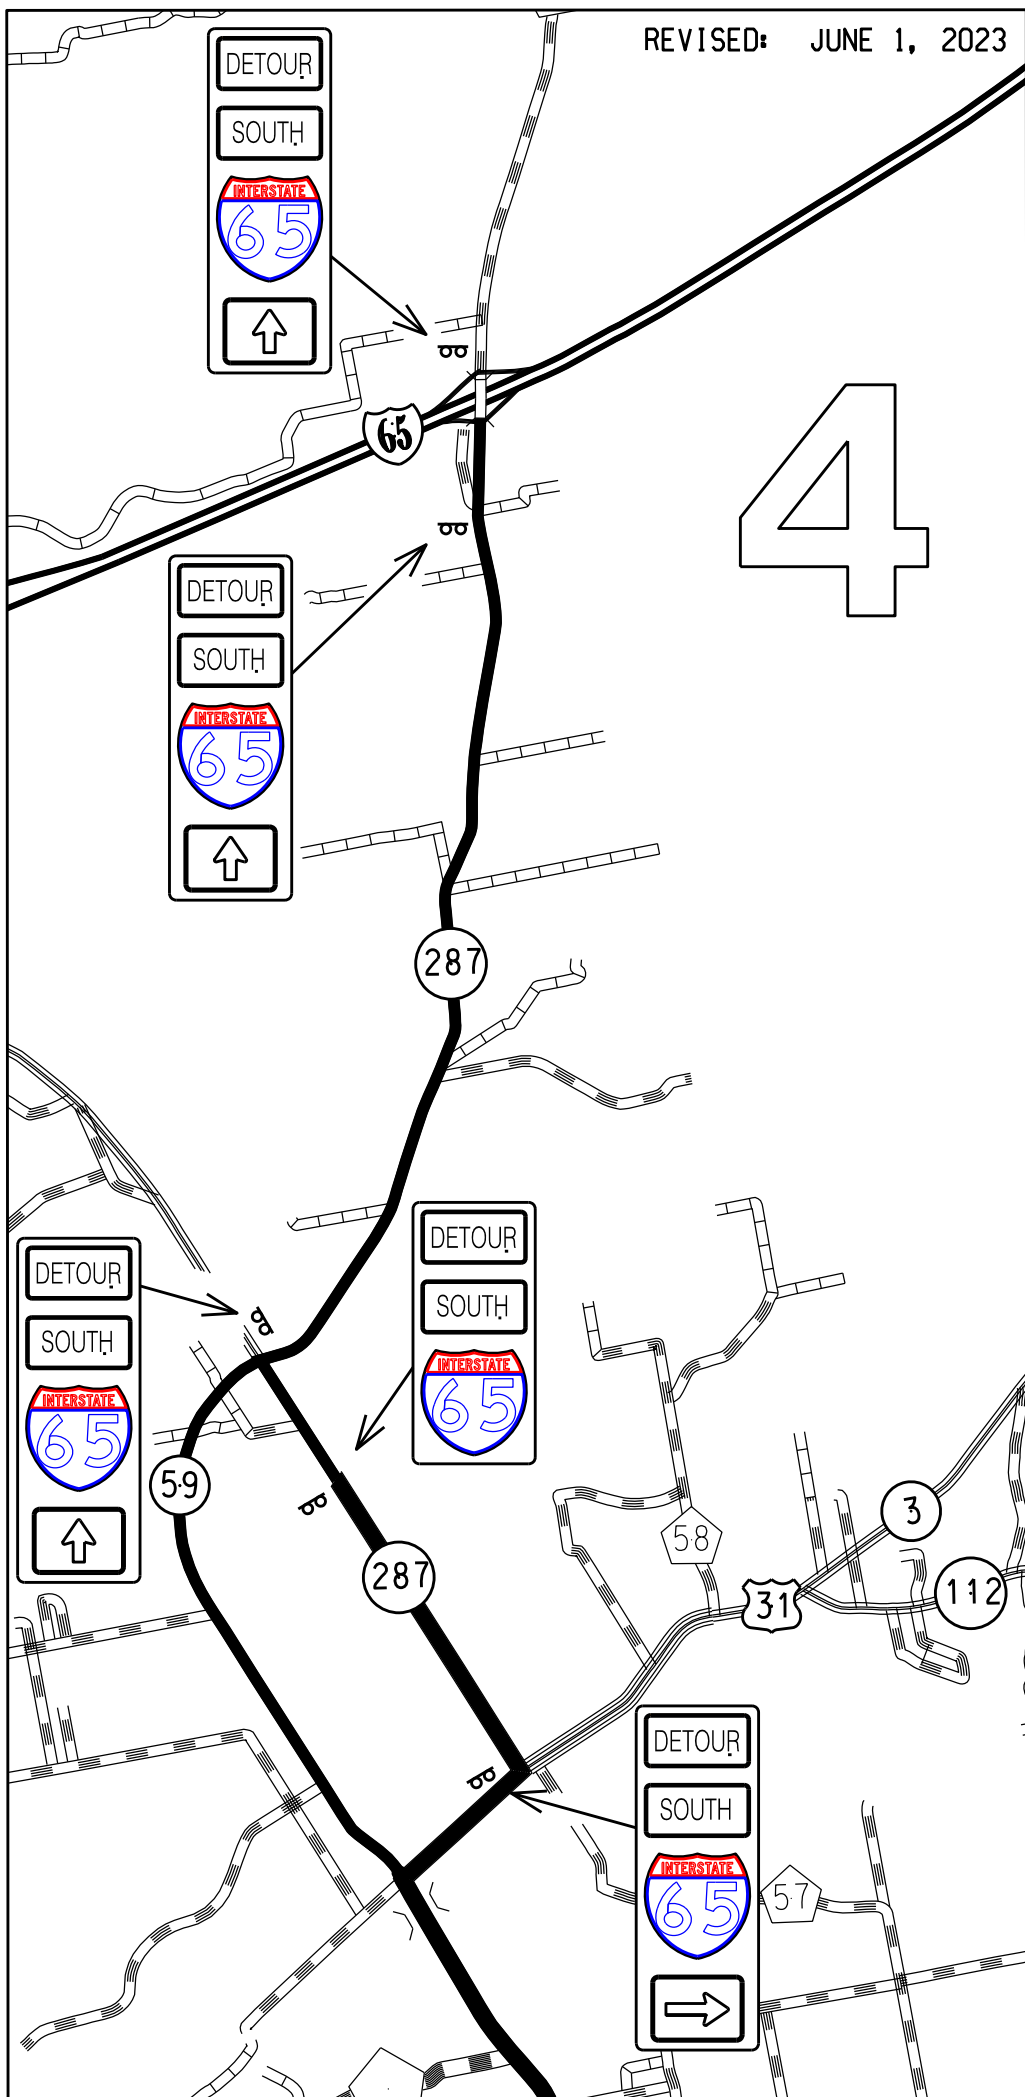 REVISED: JUNE 1, 2023
DETOUR
SOUTH
INTERSTATE
65
65
4
DETOUR
SOUTH
INTERSTATE
65
287
DETOUR
SOUTH
INTERSTATE
65
DETOUR
SOUTH
INTERSTATE
65
59
3
58
287
112
31
DETOUR
SOUTH
INTERSTATE
65
57